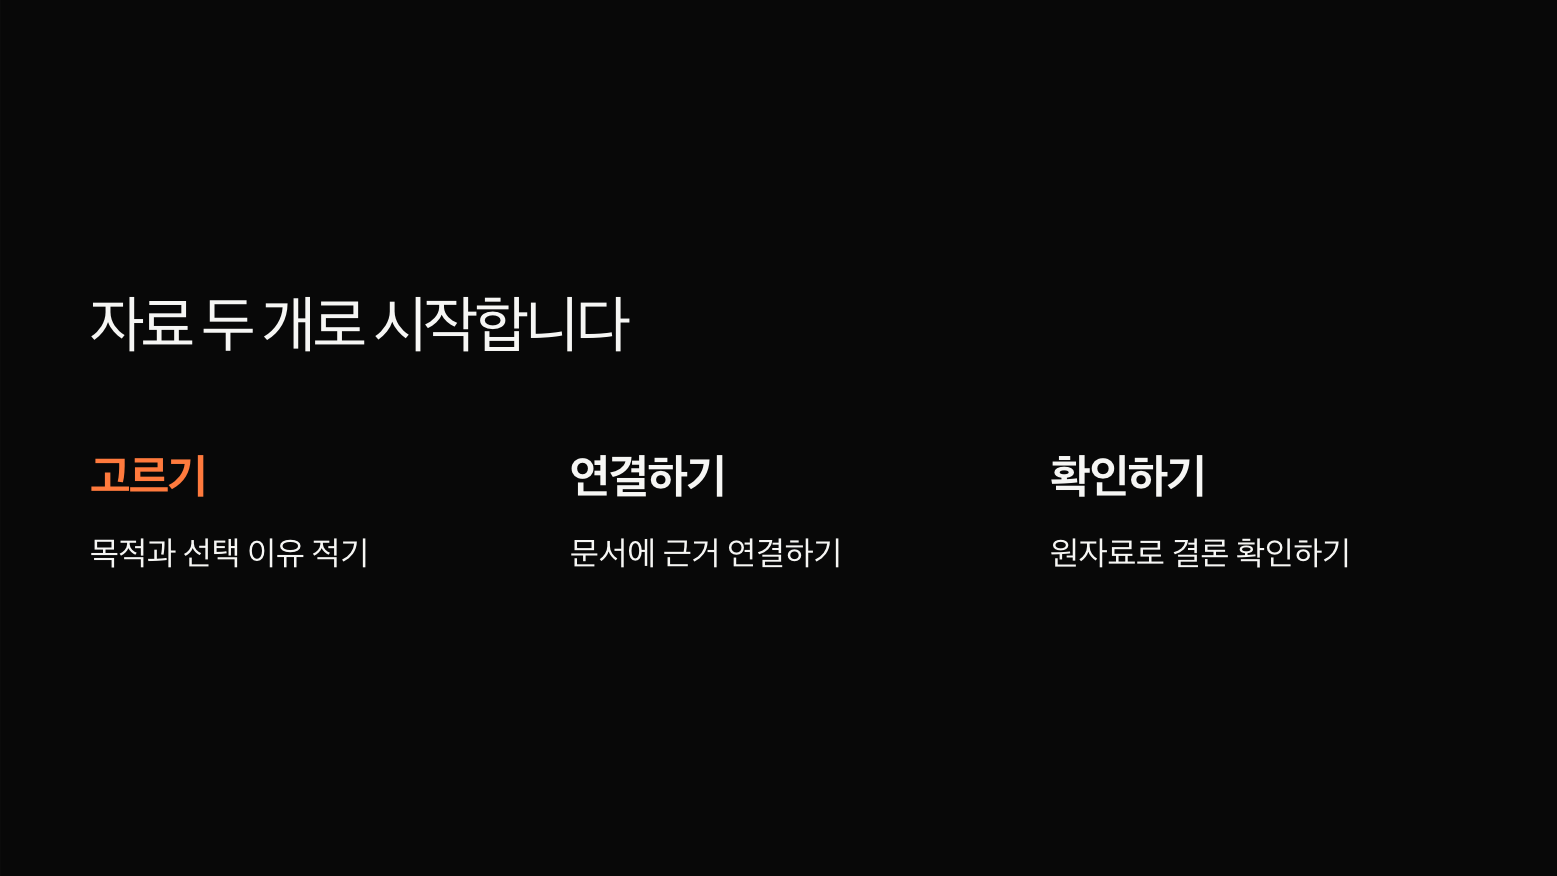 자료 두 개로 시작합니다
고르기
목적과 선택 이유 적기
연결하기
문서에 근거 연결하기
확인하기
원자료로 결론 확인하기